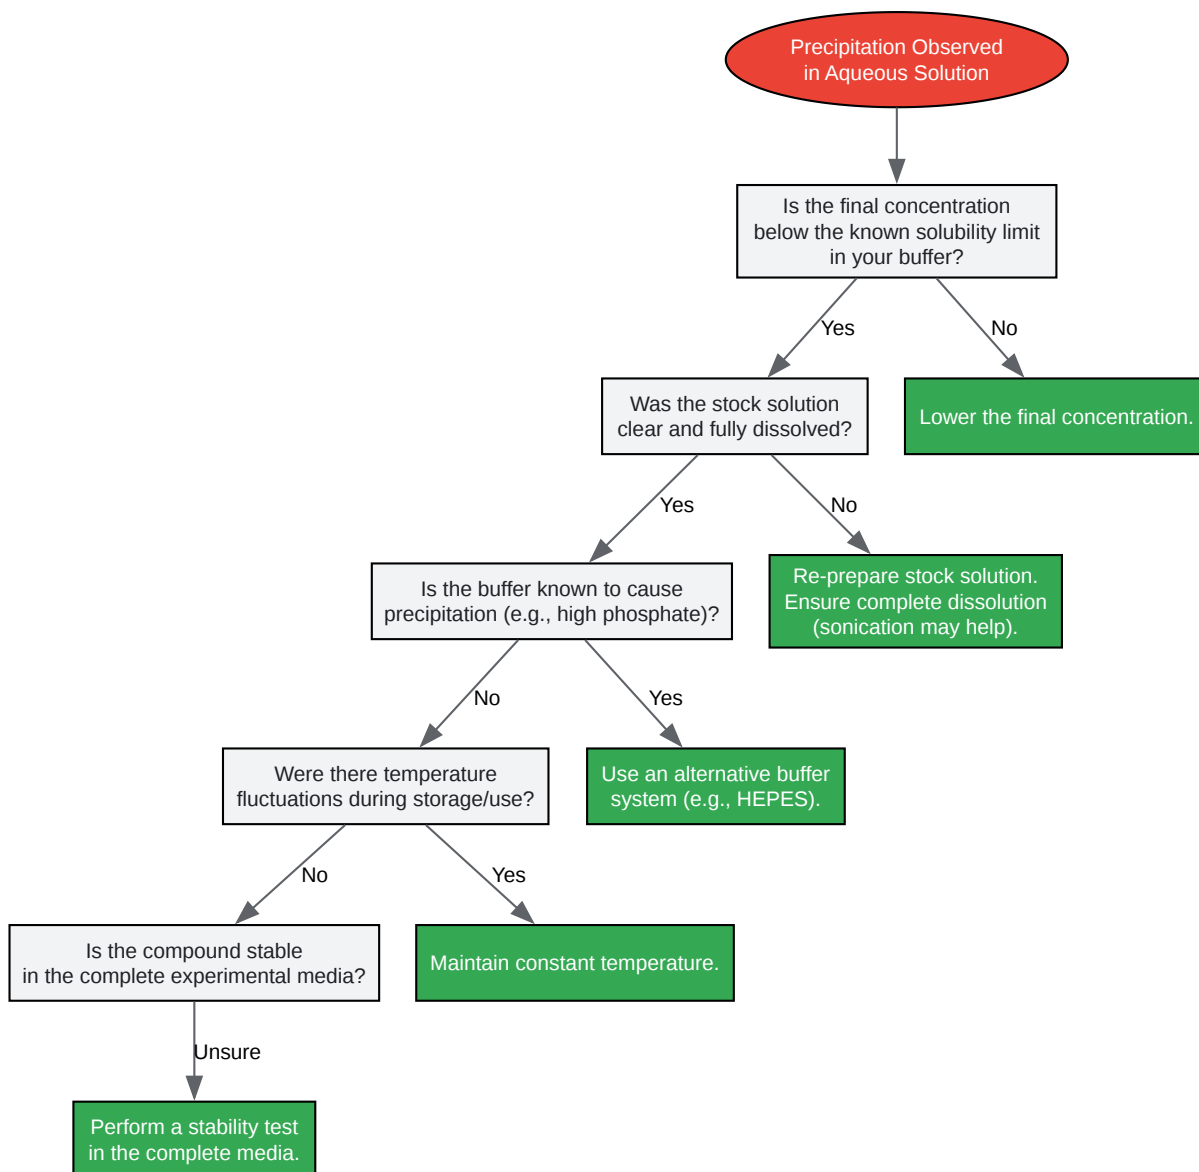 Precipitation Observed
in Aqueous Solution
Is the final concentration
below the known solubility limit
in your buffer?
Yes
No
Was the stock solution
clear and fully dissolved?
Lower the final concentration.
Yes
No
Is the buffer known to cause
precipitation (e.g., high phosphate)?
Re-prepare stock solution.
Ensure complete dissolution
(sonication may help).
No
Yes
Were there temperature
fluctuations during storage/use?
Use an alternative buffer
system (e.g., HEPES).
No
Yes
Is the compound stable
in the complete experimental media?
Maintain constant temperature.
Unsure
Perform a stability test
in the complete media.